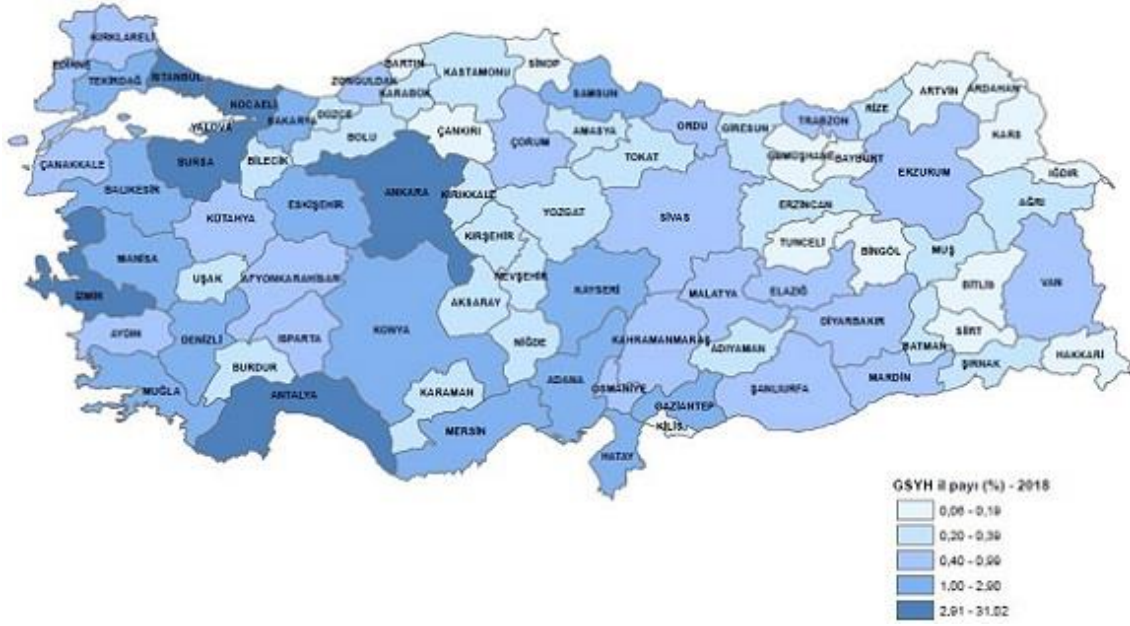 KIRKLARELİ
EDİRNE
TEKİRDAĞ
İSTANBUL
KOCAELİ
YALOVA
SAKARYA
DÜZCE
ZONGULDAK
BARTIN
KARABÜK
KASTAMONU
SİNOP
SAMSUN
ORDU
GİRESUN
TRABZON
RİZE
ARTVİN
ARDAHAN
KARS
IĞDIR
AĞRI
ÇANAKKALE
BALIKESİR
BURSA
BİLECİK
BOLU
ÇANKIRI
ÇORUM
AMASYA
TOKAT
GÜMÜŞHANE
BAYBURT
ERZURUM
ERZİNCAN
KÜTAHYA
ESKİŞEHİR
ANKARA
KIRIKKALE
KIRŞEHİR
YOZGAT
SİVAS
TUNCELİ
BİNGÖL
MUŞ
BİTLİS
VAN
MANİSA
İZMİR
UŞAK
AFYONKARAHİSAR
AKSARAY
NEVŞEHİR
KAYSERİ
MALATYA
ELAZIĞ
DİYARBAKIR
BATMAN
SİİRT
ŞIRNAK
HAKKARİ
AYDIN
DENİZLİ
ISPARTA
BURDUR
KONYA
NİĞDE
KAHRAMANMARAŞ
ADIYAMAN
MARDİN
ŞANLIURFA
MUĞLA
ANTALYA
KARAMAN
MERSİN
ADANA
OSMANİYE
GAZİANTEP
KİLİS
HATAY
GSYH il payı (%) - 2018
0,06 - 0,19
0,20 - 0,39
0,40 - 0,99
1,00 - 2,90
2,91 - 31,02